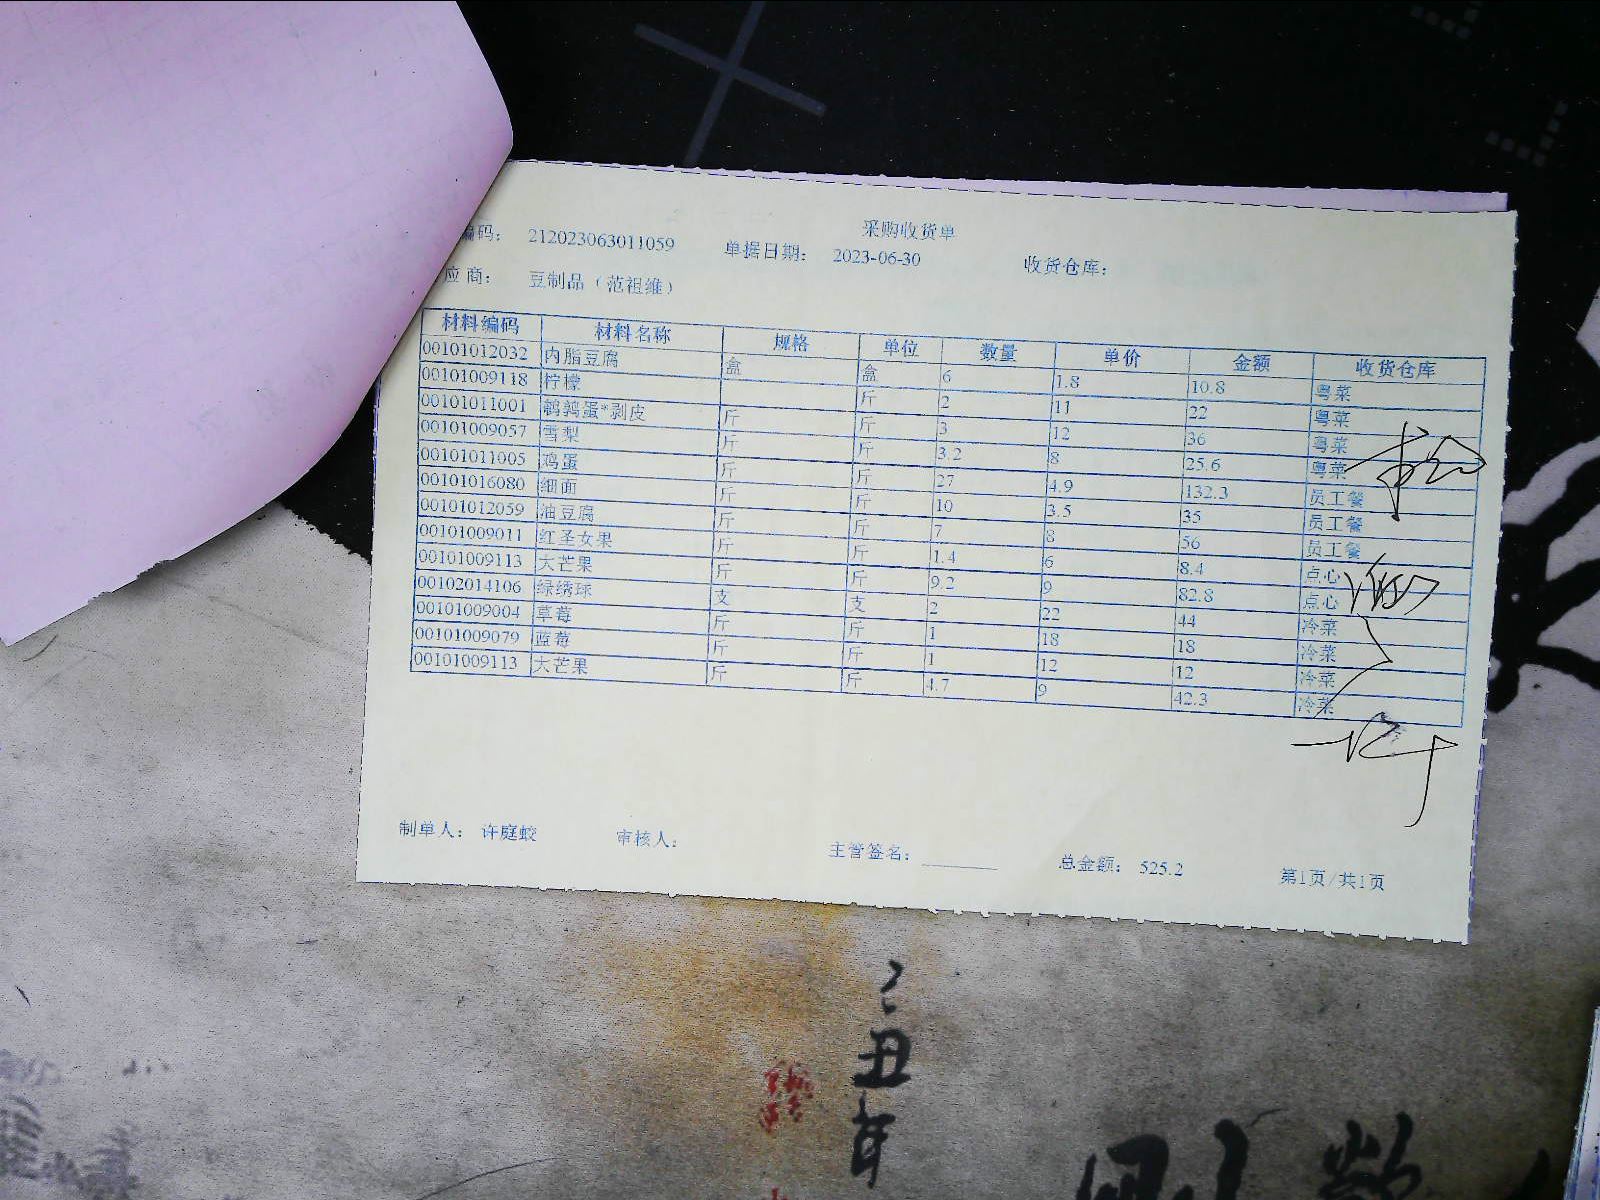 采购收货单
编码： 212023063011059 单据日期： 2023-06-30 收货仓库：
应商： 豆制品（范祖维）
材料编码 材料名称 规格 单位 数量 单价 金额 收货仓库
00101012032 内脂豆腐 盒 盒 6 1.8 10.8 粤菜
00101009118 柠檬 斤 2 11 22 粤菜
00101011001 鹌鹑蛋*剥皮 斤 斤 3 12 36 粤菜
00101009057 雪梨 斤 斤 3.2 8 25.6 粤菜
00101011005 鸡蛋 斤 斤 27 4.9 132.3 员工餐
00101016080 细面 斤 斤 10 3.5 35 员工餐
00101012059 油豆腐 斤 斤 7 8 56 员工餐
00101009011 红圣女果 斤 斤 1.4 6 8.4 点心
00101009113 大芒果 斤 斤 9.2 9 82.8 点心
00102014106 绿绣球 支 支 2 22 44 冷菜
00101009004 草莓 斤 斤 1 18 18 冷菜
00101009079 蓝莓 斤 斤 1 12 12 冷菜
00101009113 大芒果 斤 斤 4.7 9 42.3 冷菜
制单人： 许庭蛟 审核人： 主管签名： 总金额： 525.2 第1页/共1页
丑年